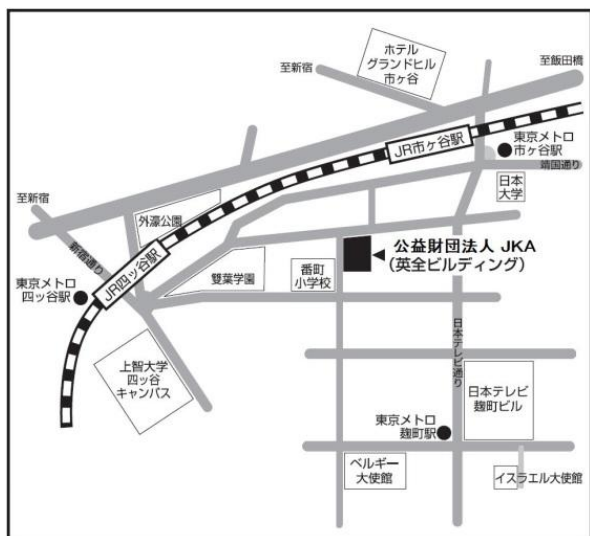 ホテル
グランドヒル
市ヶ谷
至新宿
至飯田橋
JR市ヶ谷駅
東京メトロ
市ヶ谷駅
靖国通り
日本
大学
至新宿
外濠公園
新宿通り
JR四ッ谷駅
東京メトロ
四ッ谷駅
雙葉学園
番町
小学校
公益財団法人 JKA
(英全ビルディング)
上智大学
四ッ谷
キャンパス
日本テレビ通り
日本テレビ
麹町ビル
東京メトロ
麹町駅
ベルギー
大使館
イスラエル大使館